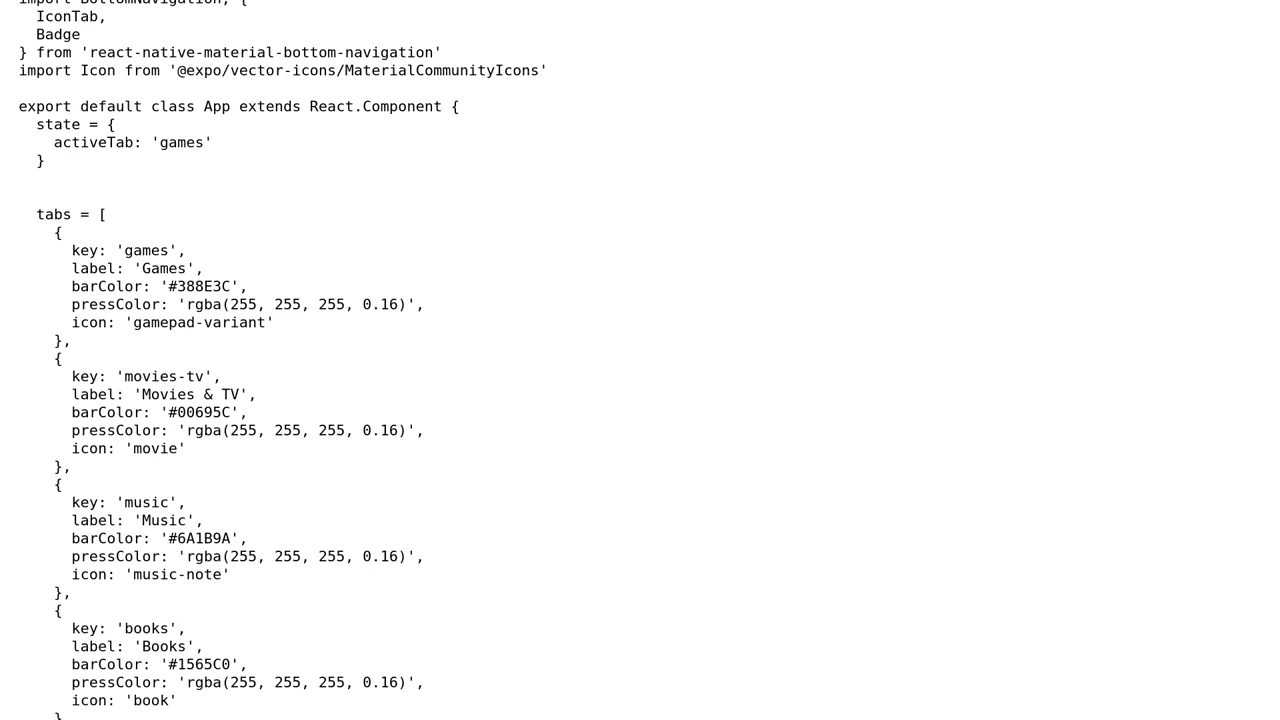 import BottomNavigation, {
  IconTab,
  Badge
} from 'react-native-material-bottom-navigation'
import Icon from '@expo/vector-icons/MaterialCommunityIcons'

export default class App extends React.Component {
  state = {
    activeTab: 'games'
  }


  tabs = [
    {
      key: 'games',
      label: 'Games',
      barColor: '#388E3C',
      pressColor: 'rgba(255, 255, 255, 0.16)',
      icon: 'gamepad-variant'
    },
    {
      key: 'movies-tv',
      label: 'Movies & TV',
      barColor: '#00695C',
      pressColor: 'rgba(255, 255, 255, 0.16)',
      icon: 'movie'
    },
    {
      key: 'music',
      label: 'Music',
      barColor: '#6A1B9A',
      pressColor: 'rgba(255, 255, 255, 0.16)',
      icon: 'music-note'
    },
    {
      key: 'books',
      label: 'Books',
      barColor: '#1565C0',
      pressColor: 'rgba(255, 255, 255, 0.16)',
      icon: 'book'
    }